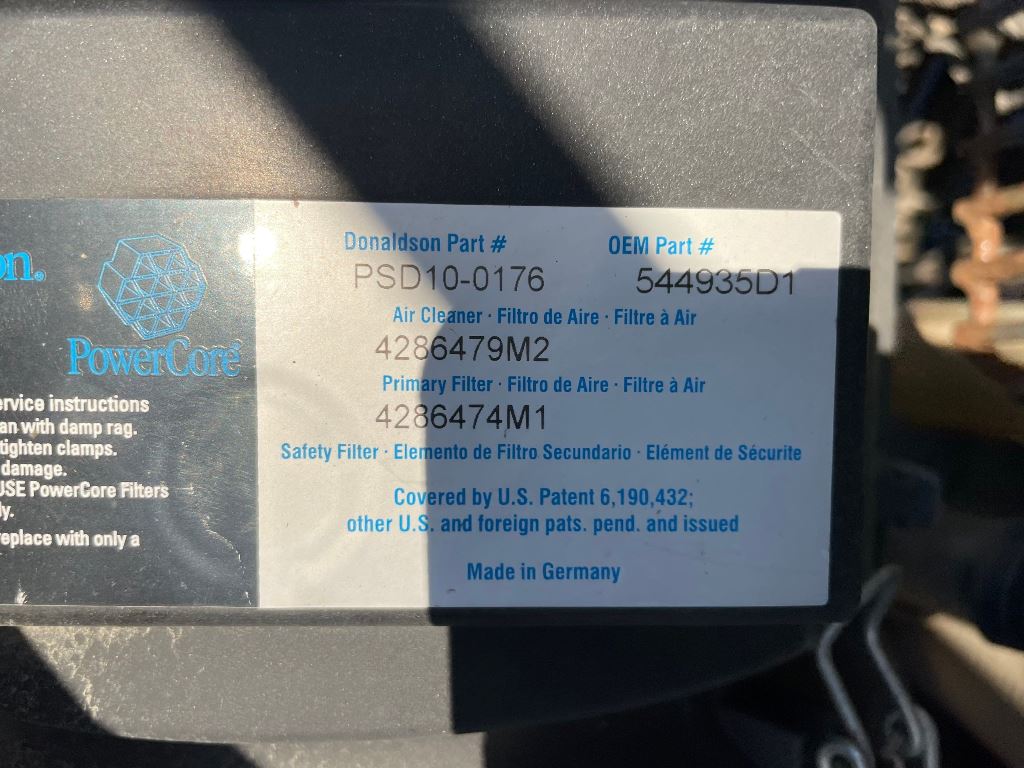 on.
PowerCore®
ervice instructions
an with damp rag.
tighten clamps.
damage.
USE PowerCore Filters
ly.
eplace with only a
Donaldson Part # OEM Part #
PSD10-0176 544935D1
Air Cleaner · Filtro de Aire · Filtre à Air
4286479M2
Primary Filter · Filtro de Aire · Filtre à Air
4286474M1
Safety Filter · Elemento de Filtro Secundario · Elément de Sécurite
Covered by U.S. Patent 6,190,432;
other U.S. and foreign pats. pend. and issued
Made in Germany